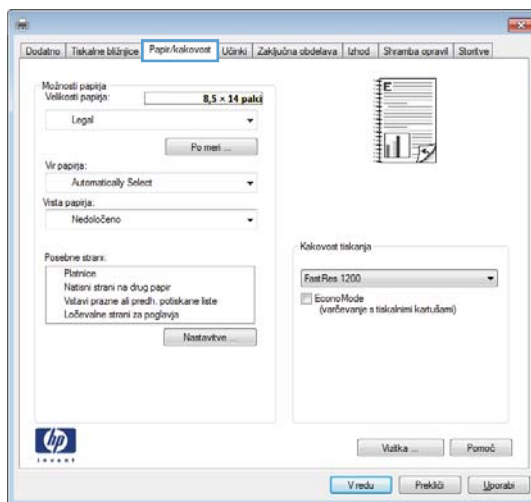 Dodatno Tiskalne bližnjice Papir/kakovost Učinki Zaključna obdelava Izhod Shramba opravil Storitve
Možnosti papirja
Velikosti papirja: 8,5 × 14 palci
Legal
Po meri ...
Vir papirja:
Automatically Select
Vrsta papirja:
Nedoločeno
Posebne strani:
Platnice
Natisni strani na drug papir
Vstavi prazne ali predh. potiskane liste
Ločevalne strani za poglavja
Nastavitve ...
E
Kakovost tiskanja
FastRes 1200
EconoMode
(varčevanje s tiskalnimi kartušami)
hp
invent
Vizitka ... Pomoč
V redu Prekliči Uporabi